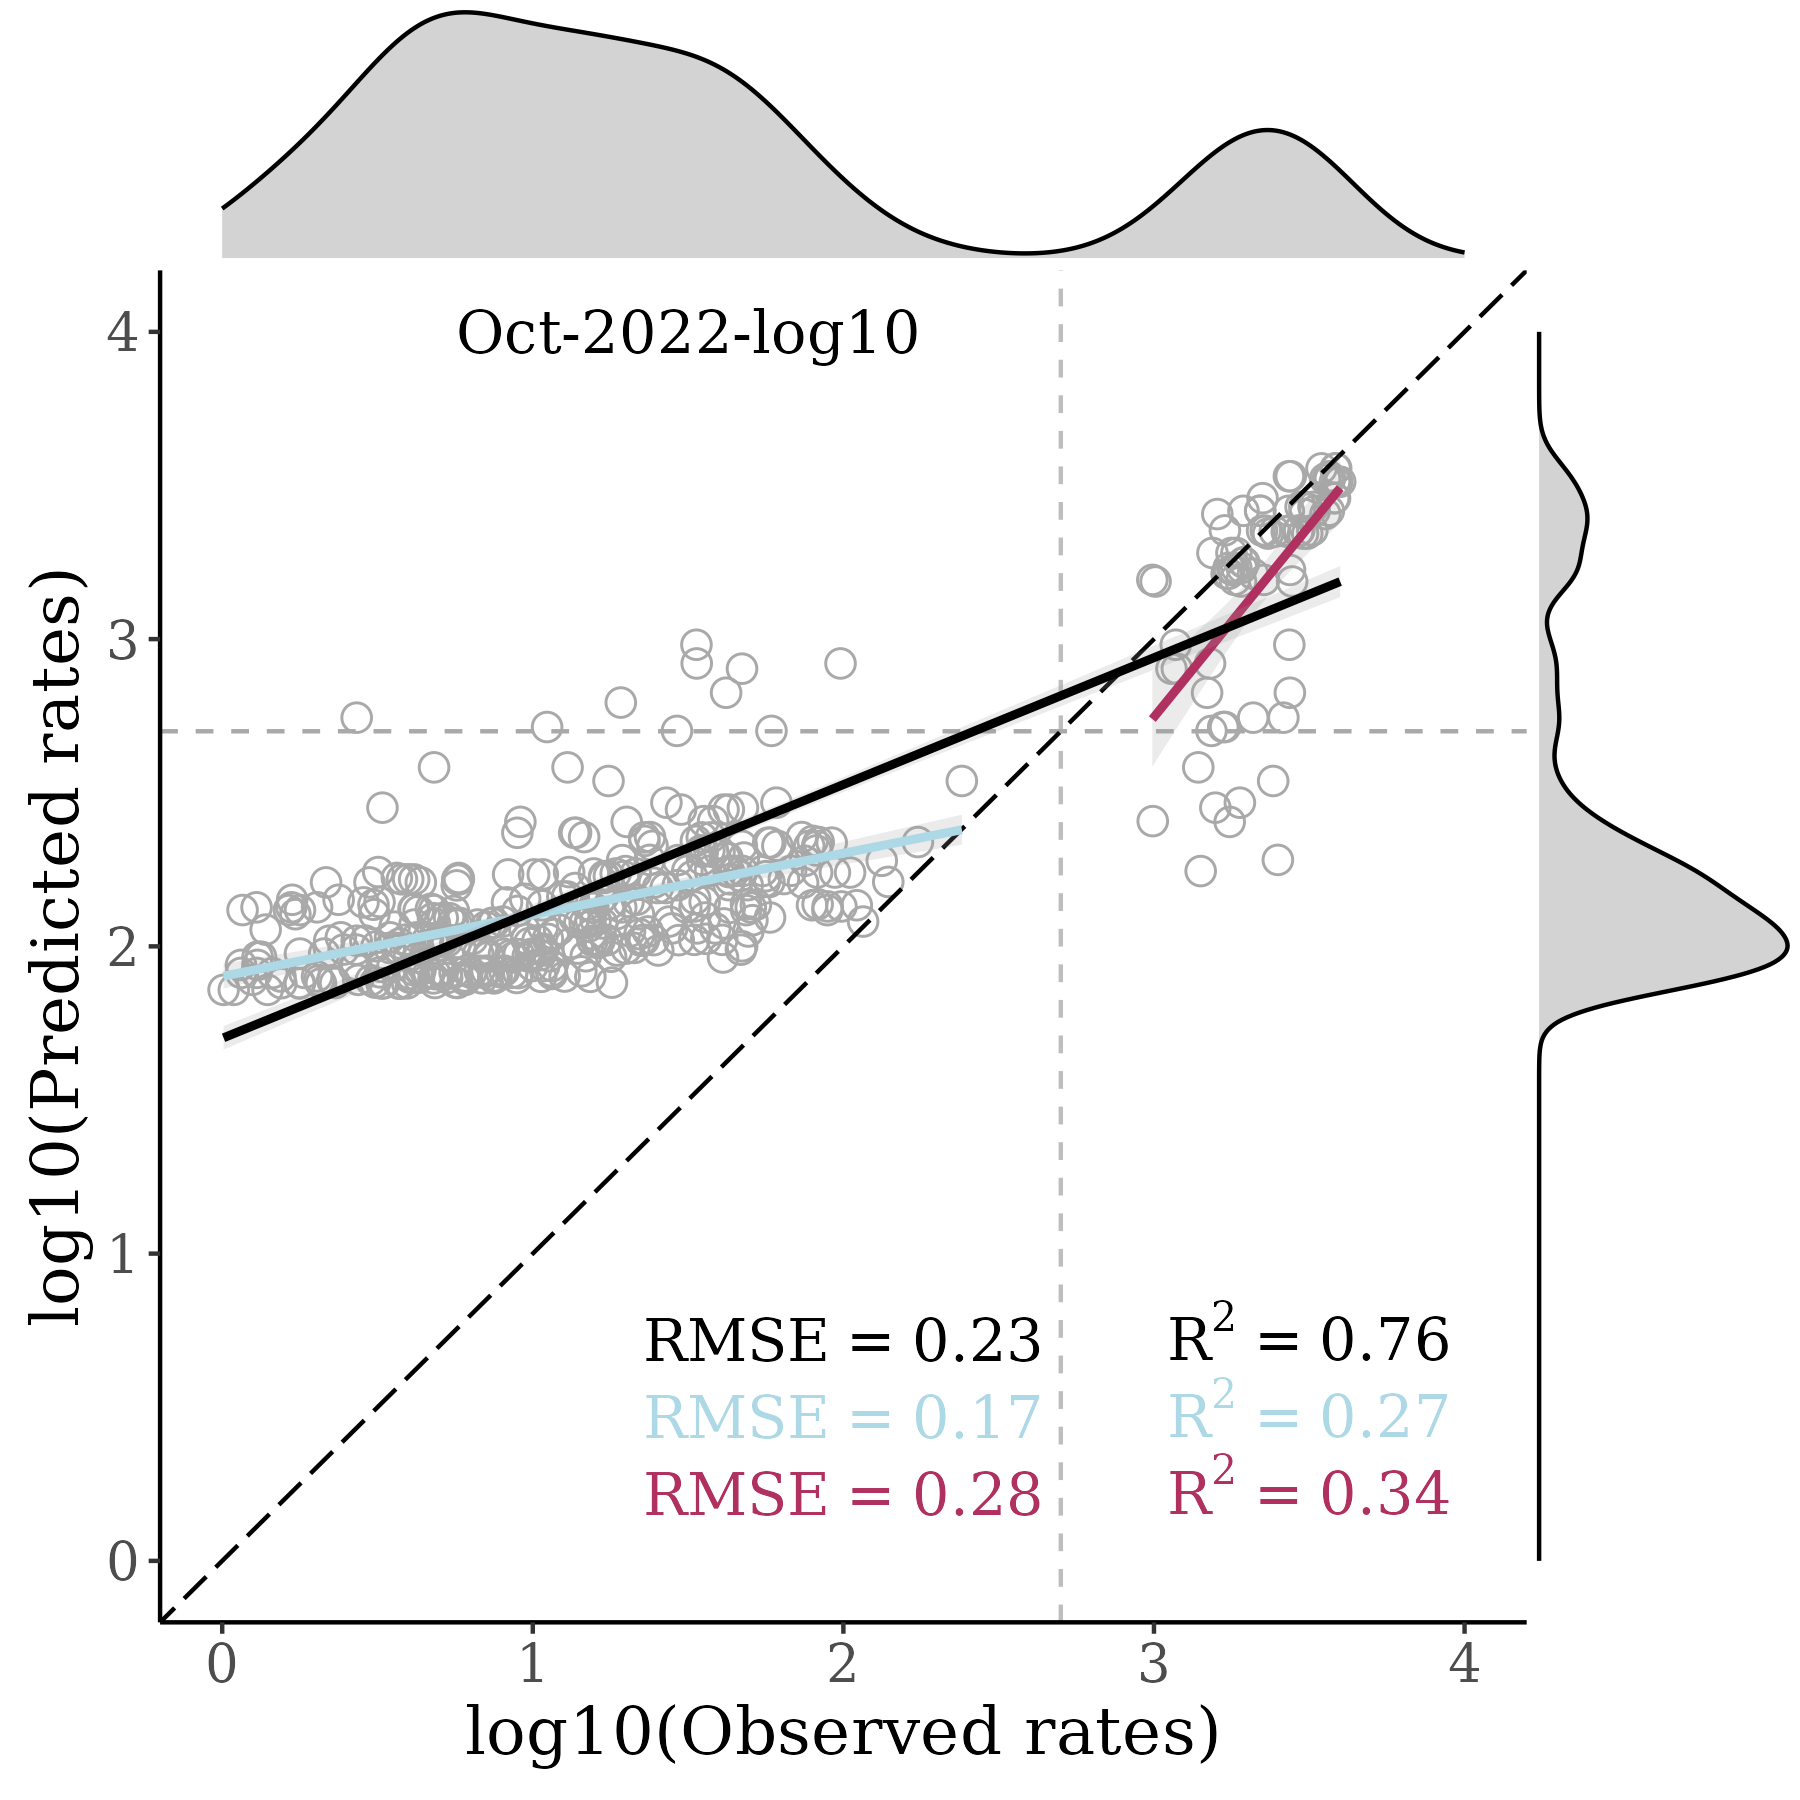 Oct-2022-log10
log10(Predicted rates)
4
3
2
1
0
RMSE = 0.23 R² = 0.76
RMSE = 0.17 R² = 0.27
RMSE = 0.28 R² = 0.34
0 1 2 3 4
log10(Observed rates)